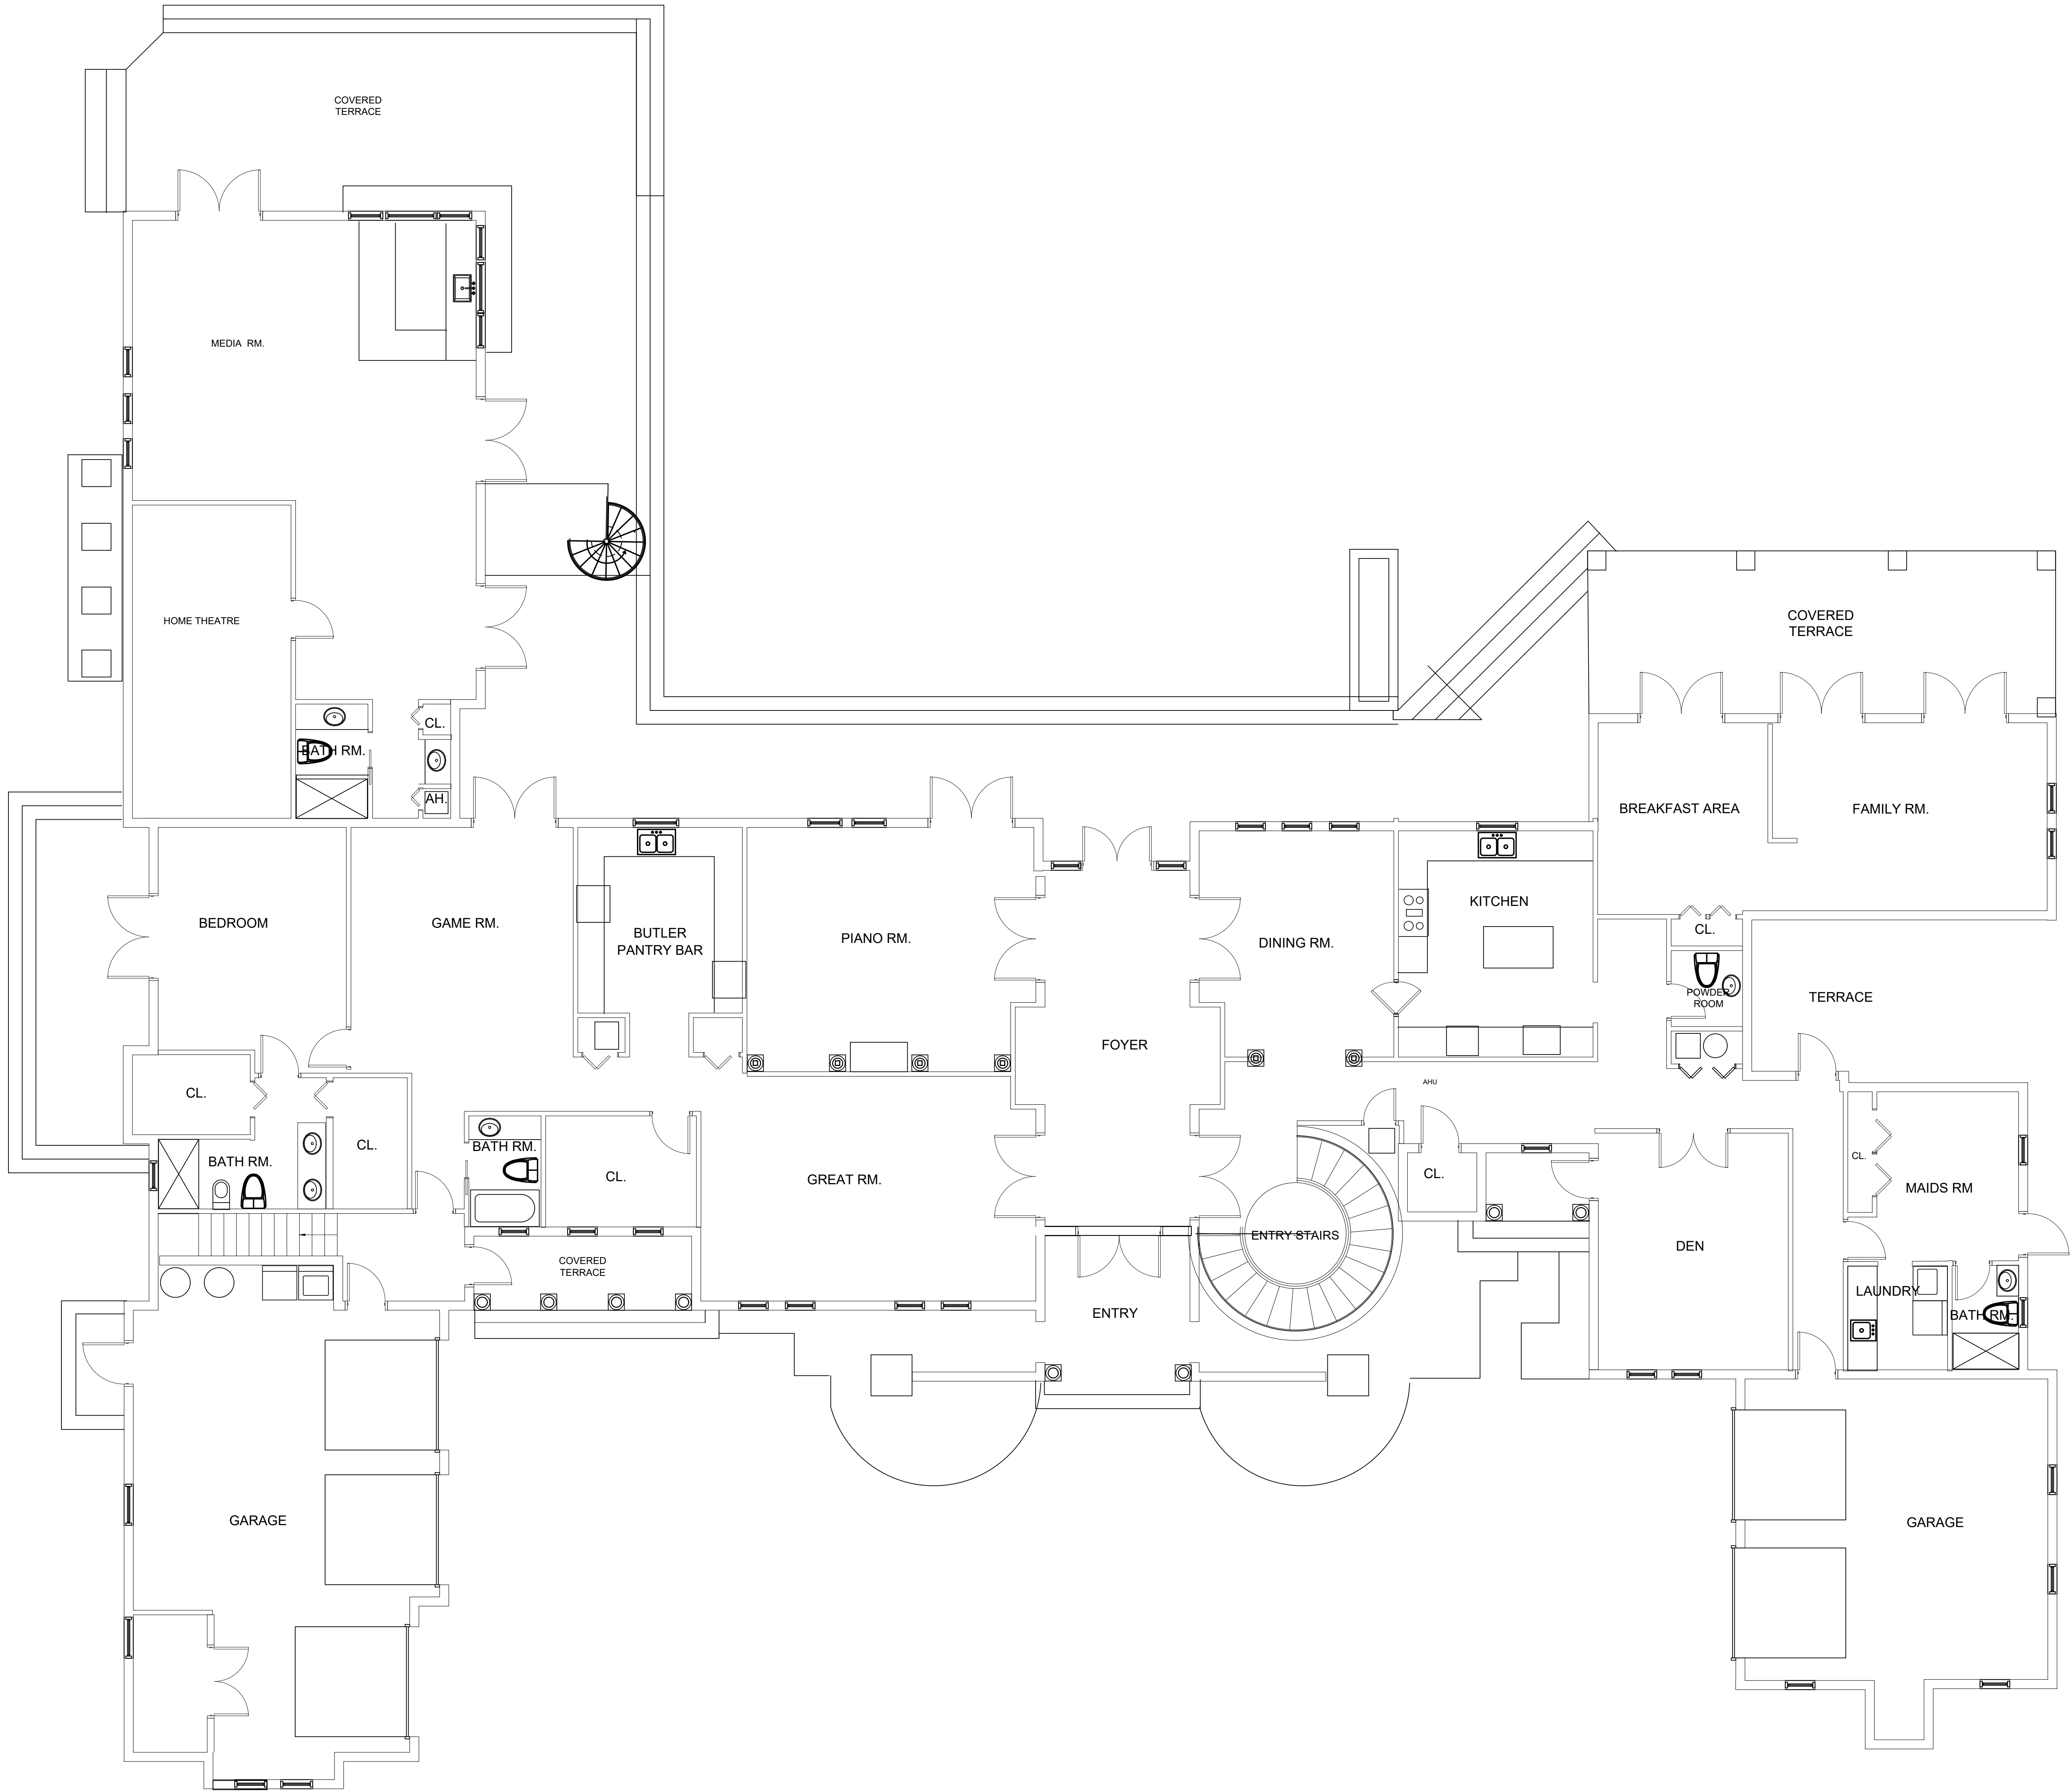 COVERED
TERRACE
MEDIA RM.
HOME THEATRE
COVERED
TERRACE
CL.
BATH RM.
AH.
BREAKFAST AREA
FAMILY RM.
BEDROOM
GAME RM.
BUTLER
PANTRY BAR
PIANO RM.
DINING RM.
KITCHEN
CL.
POWDER
ROOM
TERRACE
FOYER
AHU
CL.
CL.
BATH RM.
BATH RM.
CL.
GREAT RM.
CL.
CL.
MAIDS RM
ENTRY STAIRS
DEN
COVERED
TERRACE
ENTRY
LAUNDRY
BATH RM.
GARAGE
GARAGE